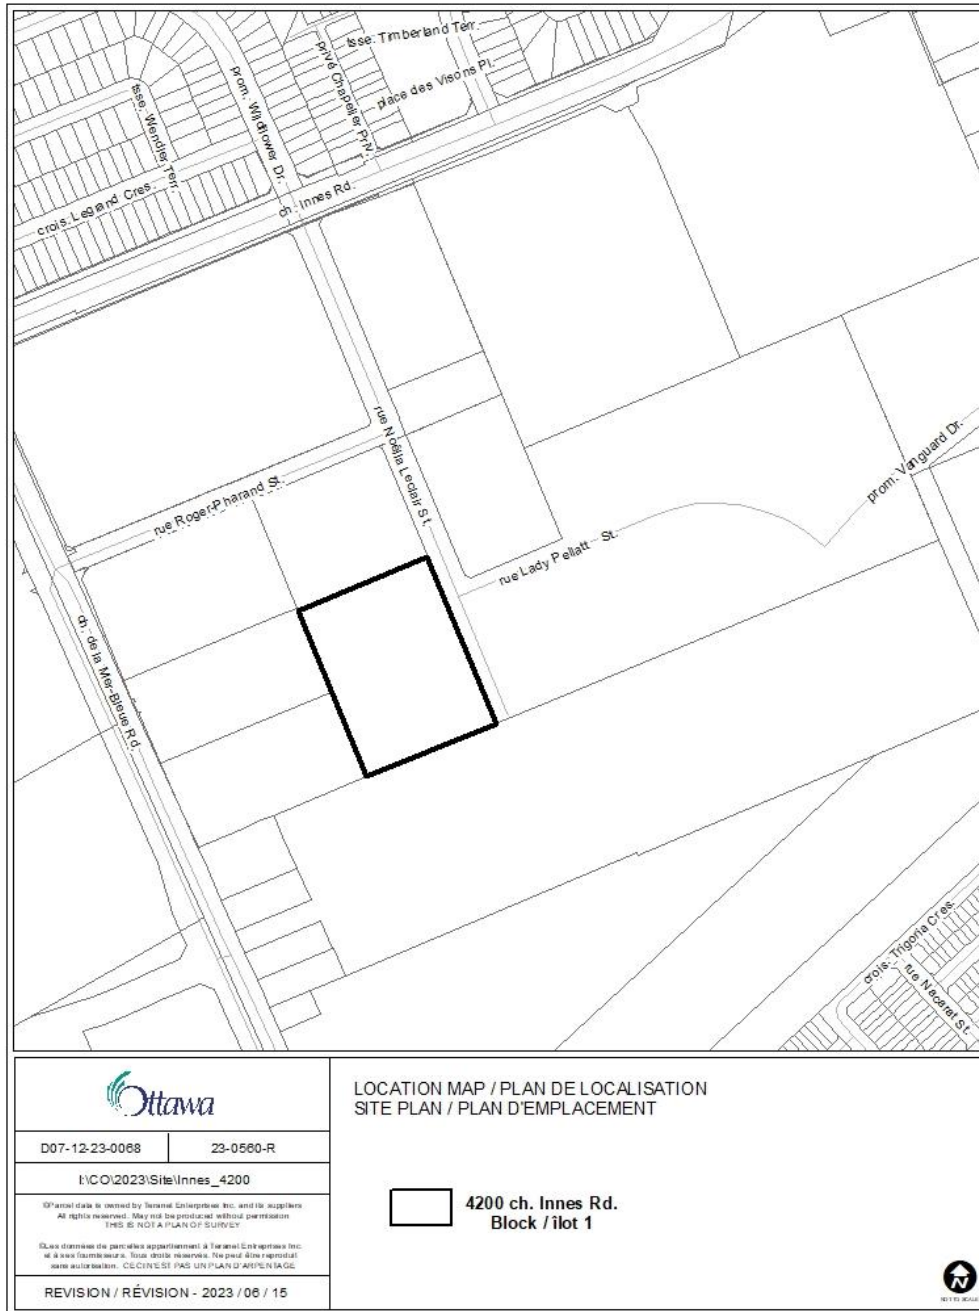 tsse. Timberland Terr.
privé Chapelier Priv.
place des Visons Pl.
prom. Wildflower Dr.
tsse. Wendler Terr.
crois. Legrand Cres.
ch. Innes Rd.
rue Noëlia Leclair St.
prom. Vanguard Dr.
rue Roger-Pharand St.
rue Lady Pellatt St.
ch. de la Mer-Bleue Rd.
crois. Trigoria Cres.
rue Nacarat St.
Ottawa
D07-12-23-0068
23-0560-R
I:\CO\2023\Site\Innes_4200
©Parcel data is owned by Teranet Enterprises Inc. and its suppliers
All rights reserved. May not be produced without permission
THIS IS NOT A PLAN OF SURVEY
©Les données de parcelles appartiennent à Teranet Entreprises Inc.
et à ses fournisseurs. Tous droits réservés. Ne peut être reproduit
sans autorisation. CECI N'EST PAS UN PLAN D'ARPENTAGE
REVISION / RÉVISION - 2023 / 06 / 15
LOCATION MAP / PLAN DE LOCALISATION
SITE PLAN / PLAN D'EMPLACEMENT
4200 ch. Innes Rd.
Block / îlot 1
N
NOT TO SCALE